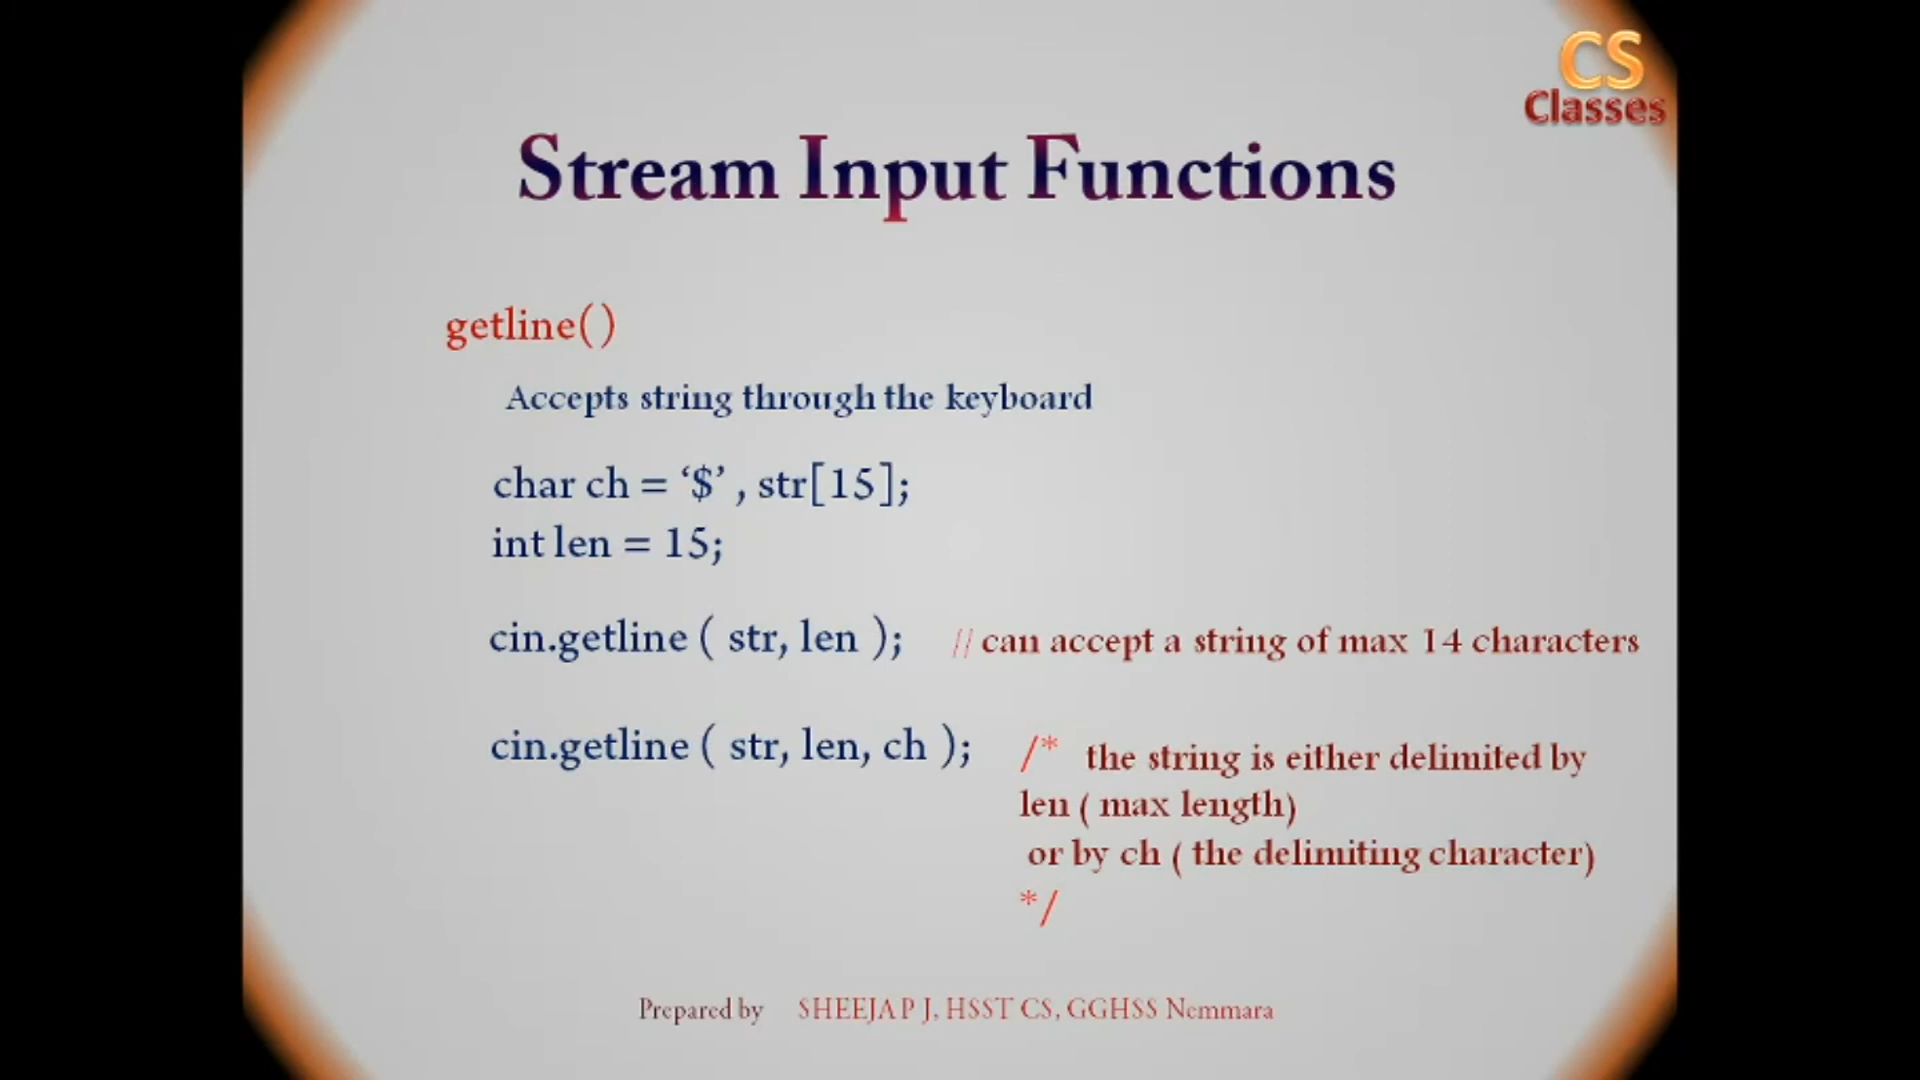 CS
Classes
Stream Input Functions
getline()
Accepts string through the keyboard
char ch = ‘$’ , str[15];
int len = 15;
cin.getline ( str, len );   // can accept a string of max 14 characters
cin.getline ( str, len, ch );   /*   the string is either delimited by
len ( max length)
or by ch ( the delimiting character)
*/
Prepared by   SHEEJA P J, HSST CS, GGHSS Nemmara